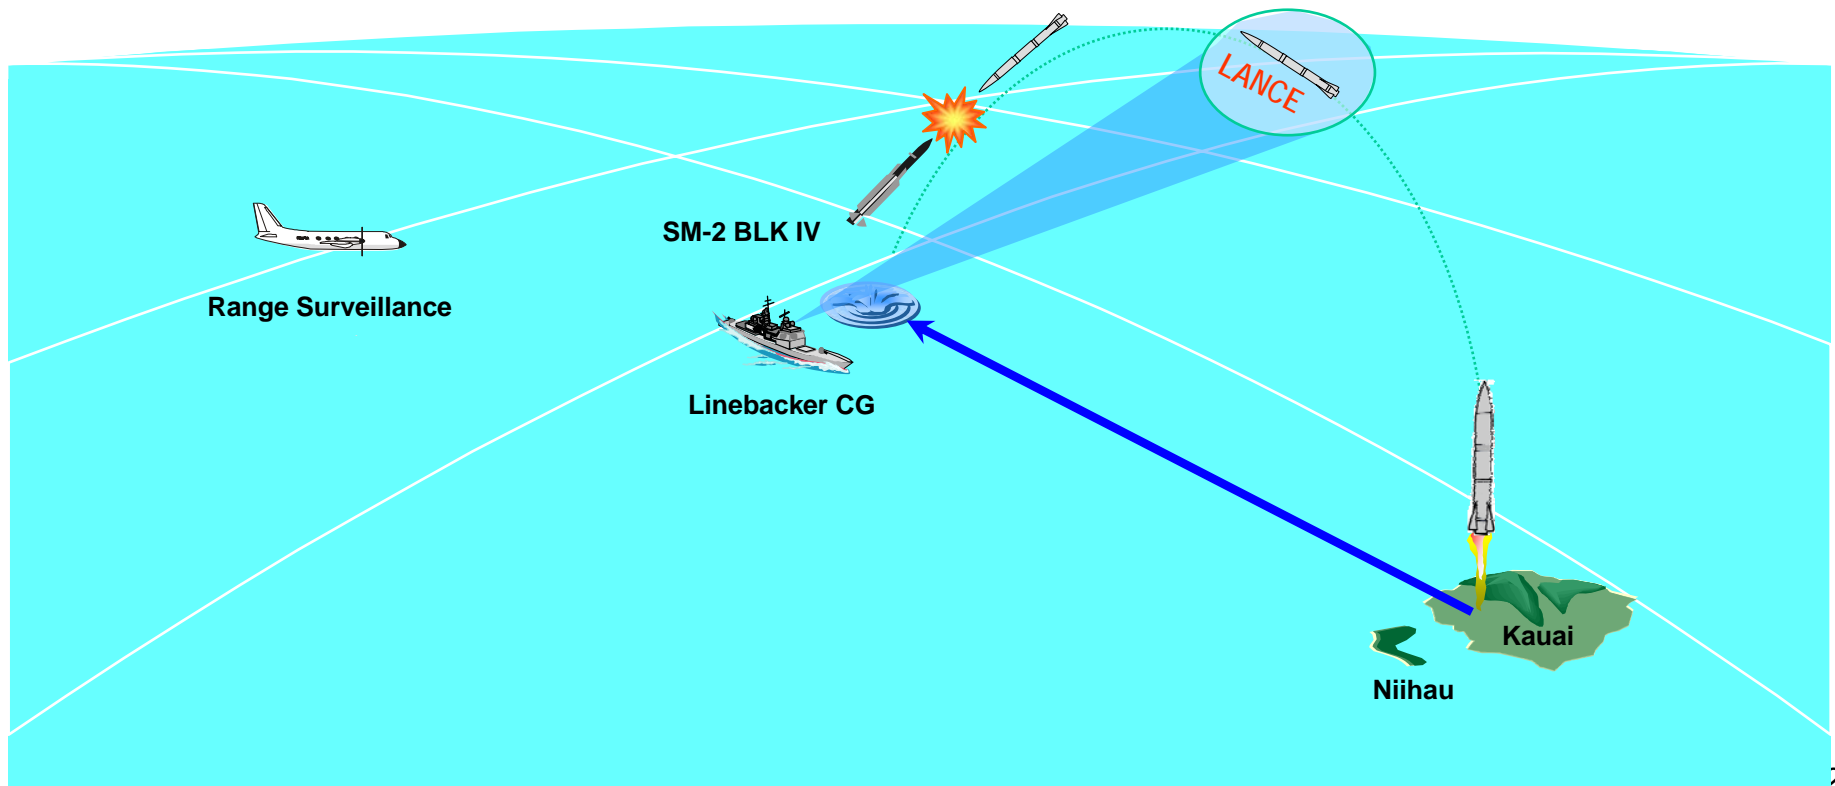 LANCE
SM-2 BLK IV
Range Surveillance
Linebacker CG
Kauai
Niihau